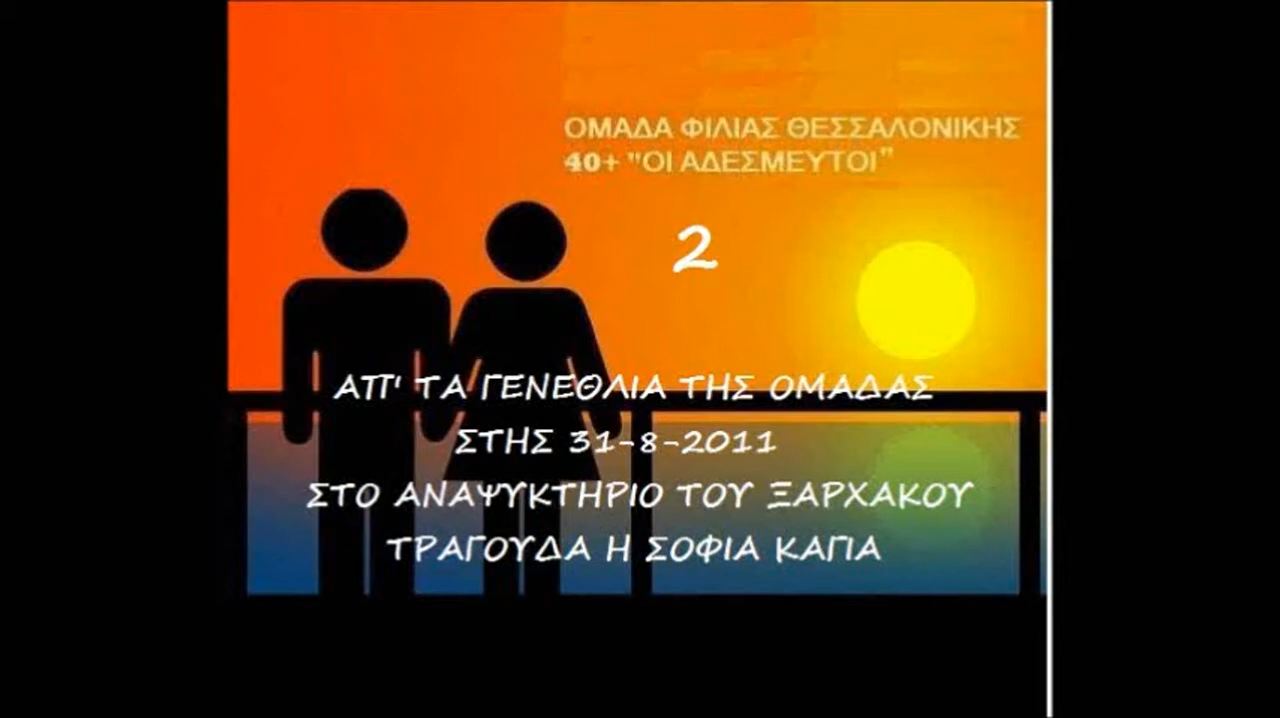 ΟΜΑΔΑ ΦΙΛΙΑΣ ΘΕΣΣΑΛΟΝΙΚΗΣ
40+ "ΟΙ ΑΔΕΣΜΕΥΤΟΙ"
2
ΑΠ' ΤΑ ΓΕΝΕΘΛΙΑ ΤΗΣ ΟΜΑΔΑΣ
ΣΤΗΣ 31-8-2011
ΣΤΟ ΑΝΑΨΥΚΤΗΡΙΟ ΤΟΥ ΞΑΡΧΑΚΟΥ
ΤΡΑΓΟΥΔΑ Η ΣΟΦΙΑ ΚΑΓΙΑ